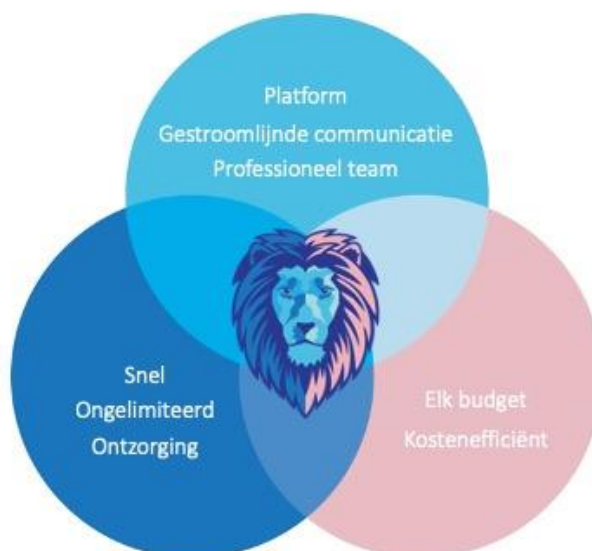 Platform
Gestroomlijnde communicatie
Professioneel team
Snel
Ongelimiteerd
Ontzorging
Elk budget
Kostenefficiënt